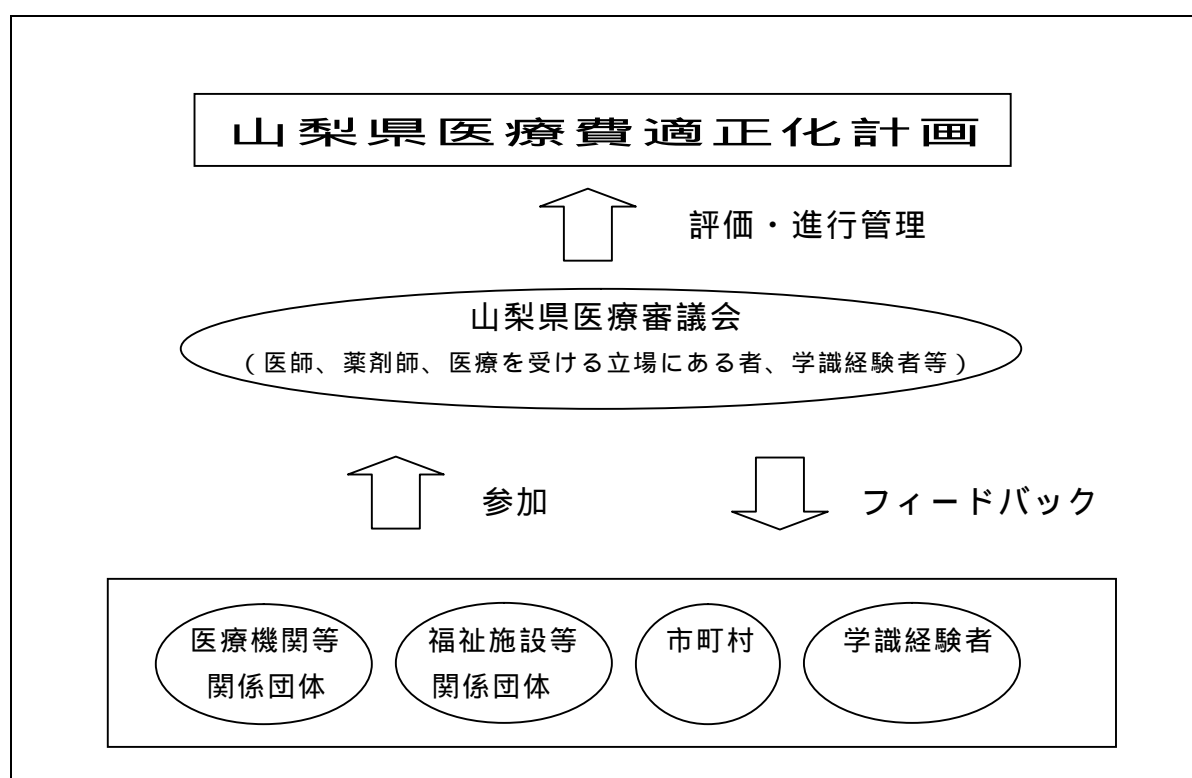 山梨県医療費適正化計画
評価・進行管理
山梨県医療審議会
(医師、薬剤師、医療を受ける立場にある者、学識経験者等)
参加
フィードバック
医療機関等
関係団体
福祉施設等
関係団体
市町村
学識経験者